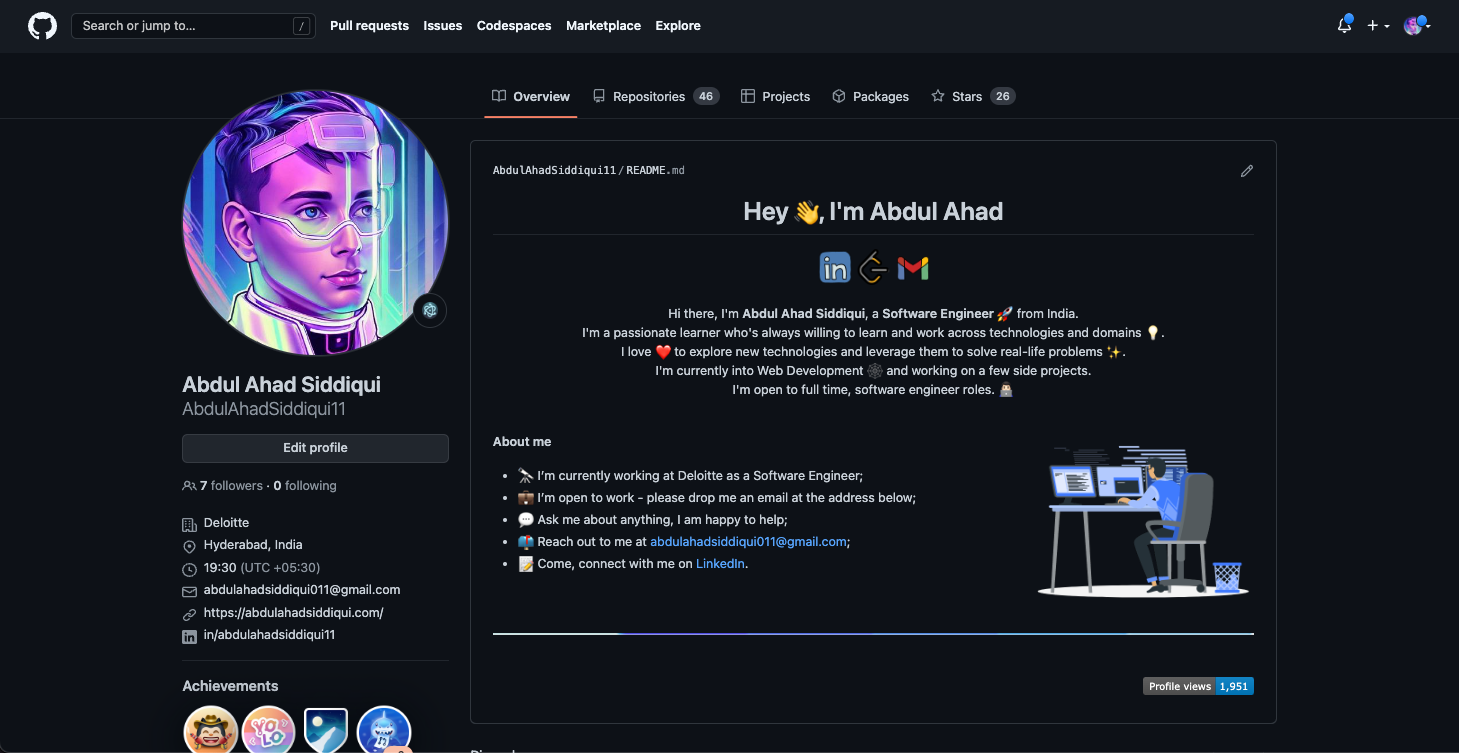 Search or jump to... /
Pull requests Issues Codespaces Marketplace Explore
Overview Repositories 46 Projects Packages Stars 26
Abdul Ahad Siddiqui
AbdulAhadSiddiqui11
Edit profile
7 followers · 0 following
Deloitte
Hyderabad, India
19:30 (UTC +05:30)
abdulahadsiddiqui011@gmail.com
https://abdulahadsiddiqui.com/
in/abdulahadsiddiqui11
Achievements
YOLO
AbdulAhadSiddiqui11/README.md
Hey 👋, I'm Abdul Ahad
in
Hi there, I'm Abdul Ahad Siddiqui, a Software Engineer 🚀 from India.
I'm a passionate learner who's always willing to learn and work across technologies and domains 💡.
I love ❤️ to explore new technologies and leverage them to solve real-life problems ✨.
I'm currently into Web Development 🕸️ and working on a few side projects.
I'm open to full time, software engineer roles. 👨🏻‍💻
About me
🔭 I’m currently working at Deloitte as a Software Engineer;
💼 I’m open to work - please drop me an email at the address below;
💬 Ask me about anything, I am happy to help;
📫 Reach out to me at abdulahadsiddiqui011@gmail.com;
📝 Come, connect with me on LinkedIn.
Profile views 1,951